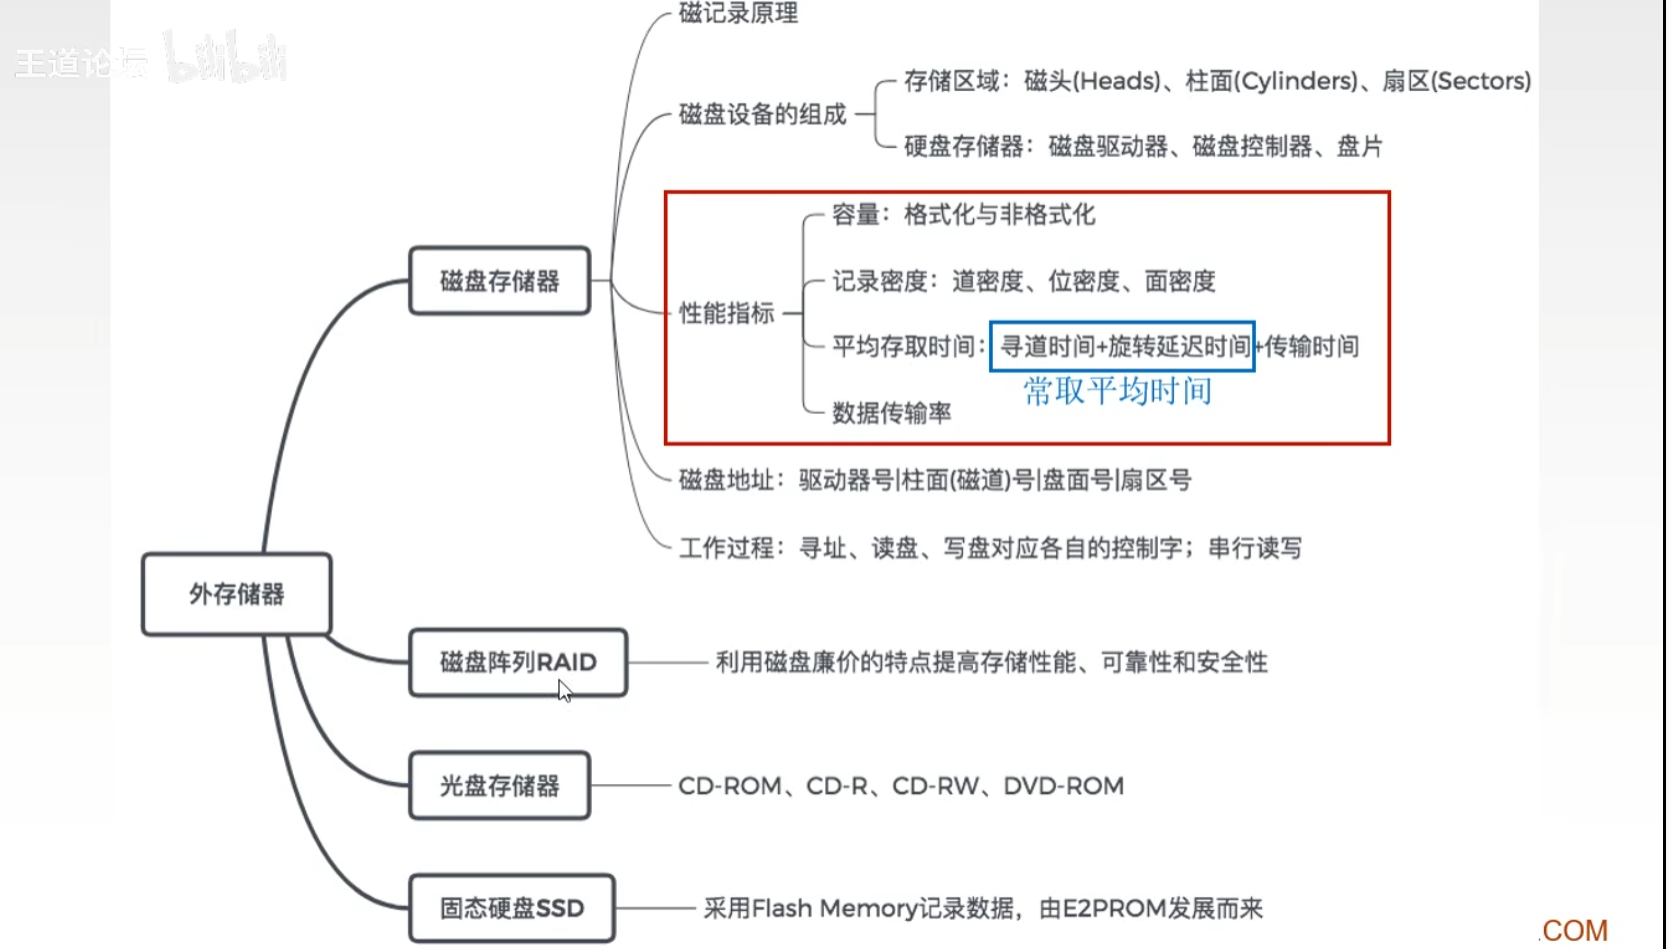 王道论坛 bilibili
磁记录原理
磁盘设备的组成
存储区域：磁头(Heads)、柱面(Cylinders)、扇区(Sectors)
硬盘存储器：磁盘驱动器、磁盘控制器、盘片
磁盘存储器
性能指标
容量：格式化与非格式化
记录密度：道密度、位密度、面密度
平均存取时间：寻道时间+旋转延迟时间+传输时间
常取平均时间
数据传输率
磁盘地址：驱动器号|柱面(磁道)号|盘面号|扇区号
工作过程：寻址、读盘、写盘对应各自的控制字；串行读写
外存储器
磁盘阵列RAID
利用磁盘廉价的特点提高存储性能、可靠性和安全性
光盘存储器
CD-ROM、CD-R、CD-RW、DVD-ROM
固态硬盘SSD
采用Flash Memory记录数据，由E2PROM发展而来
.COM